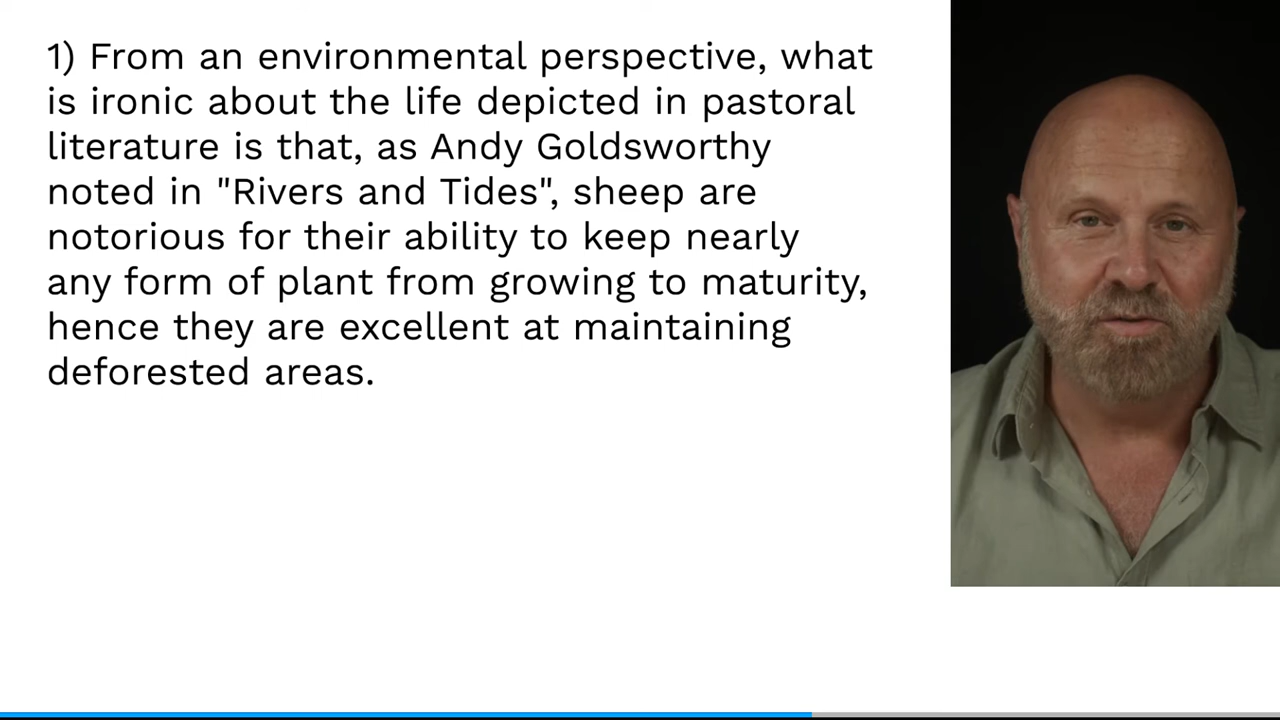 1) From an environmental perspective, what
is ironic about the life depicted in pastoral
literature is that, as Andy Goldsworthy
noted in "Rivers and Tides", sheep are
notorious for their ability to keep nearly
any form of plant from growing to maturity,
hence they are excellent at maintaining
deforested areas.